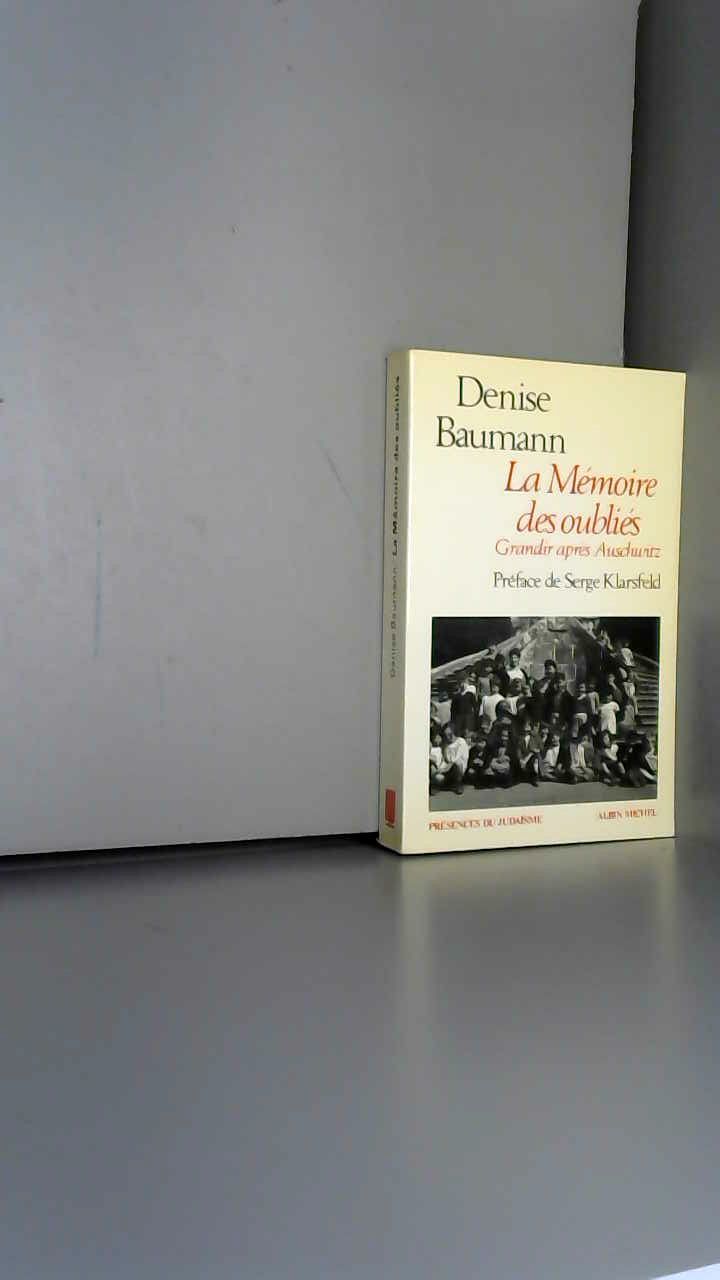 Denise
Baumann
La Mémoire
des oubliés
Grandir après Auschwitz
Préface de Serge Klarsfeld
PRÉSENCES DU JUDAÏSME
ALBIN MICHEL
Denise Baumann La Mémoire des oubliés